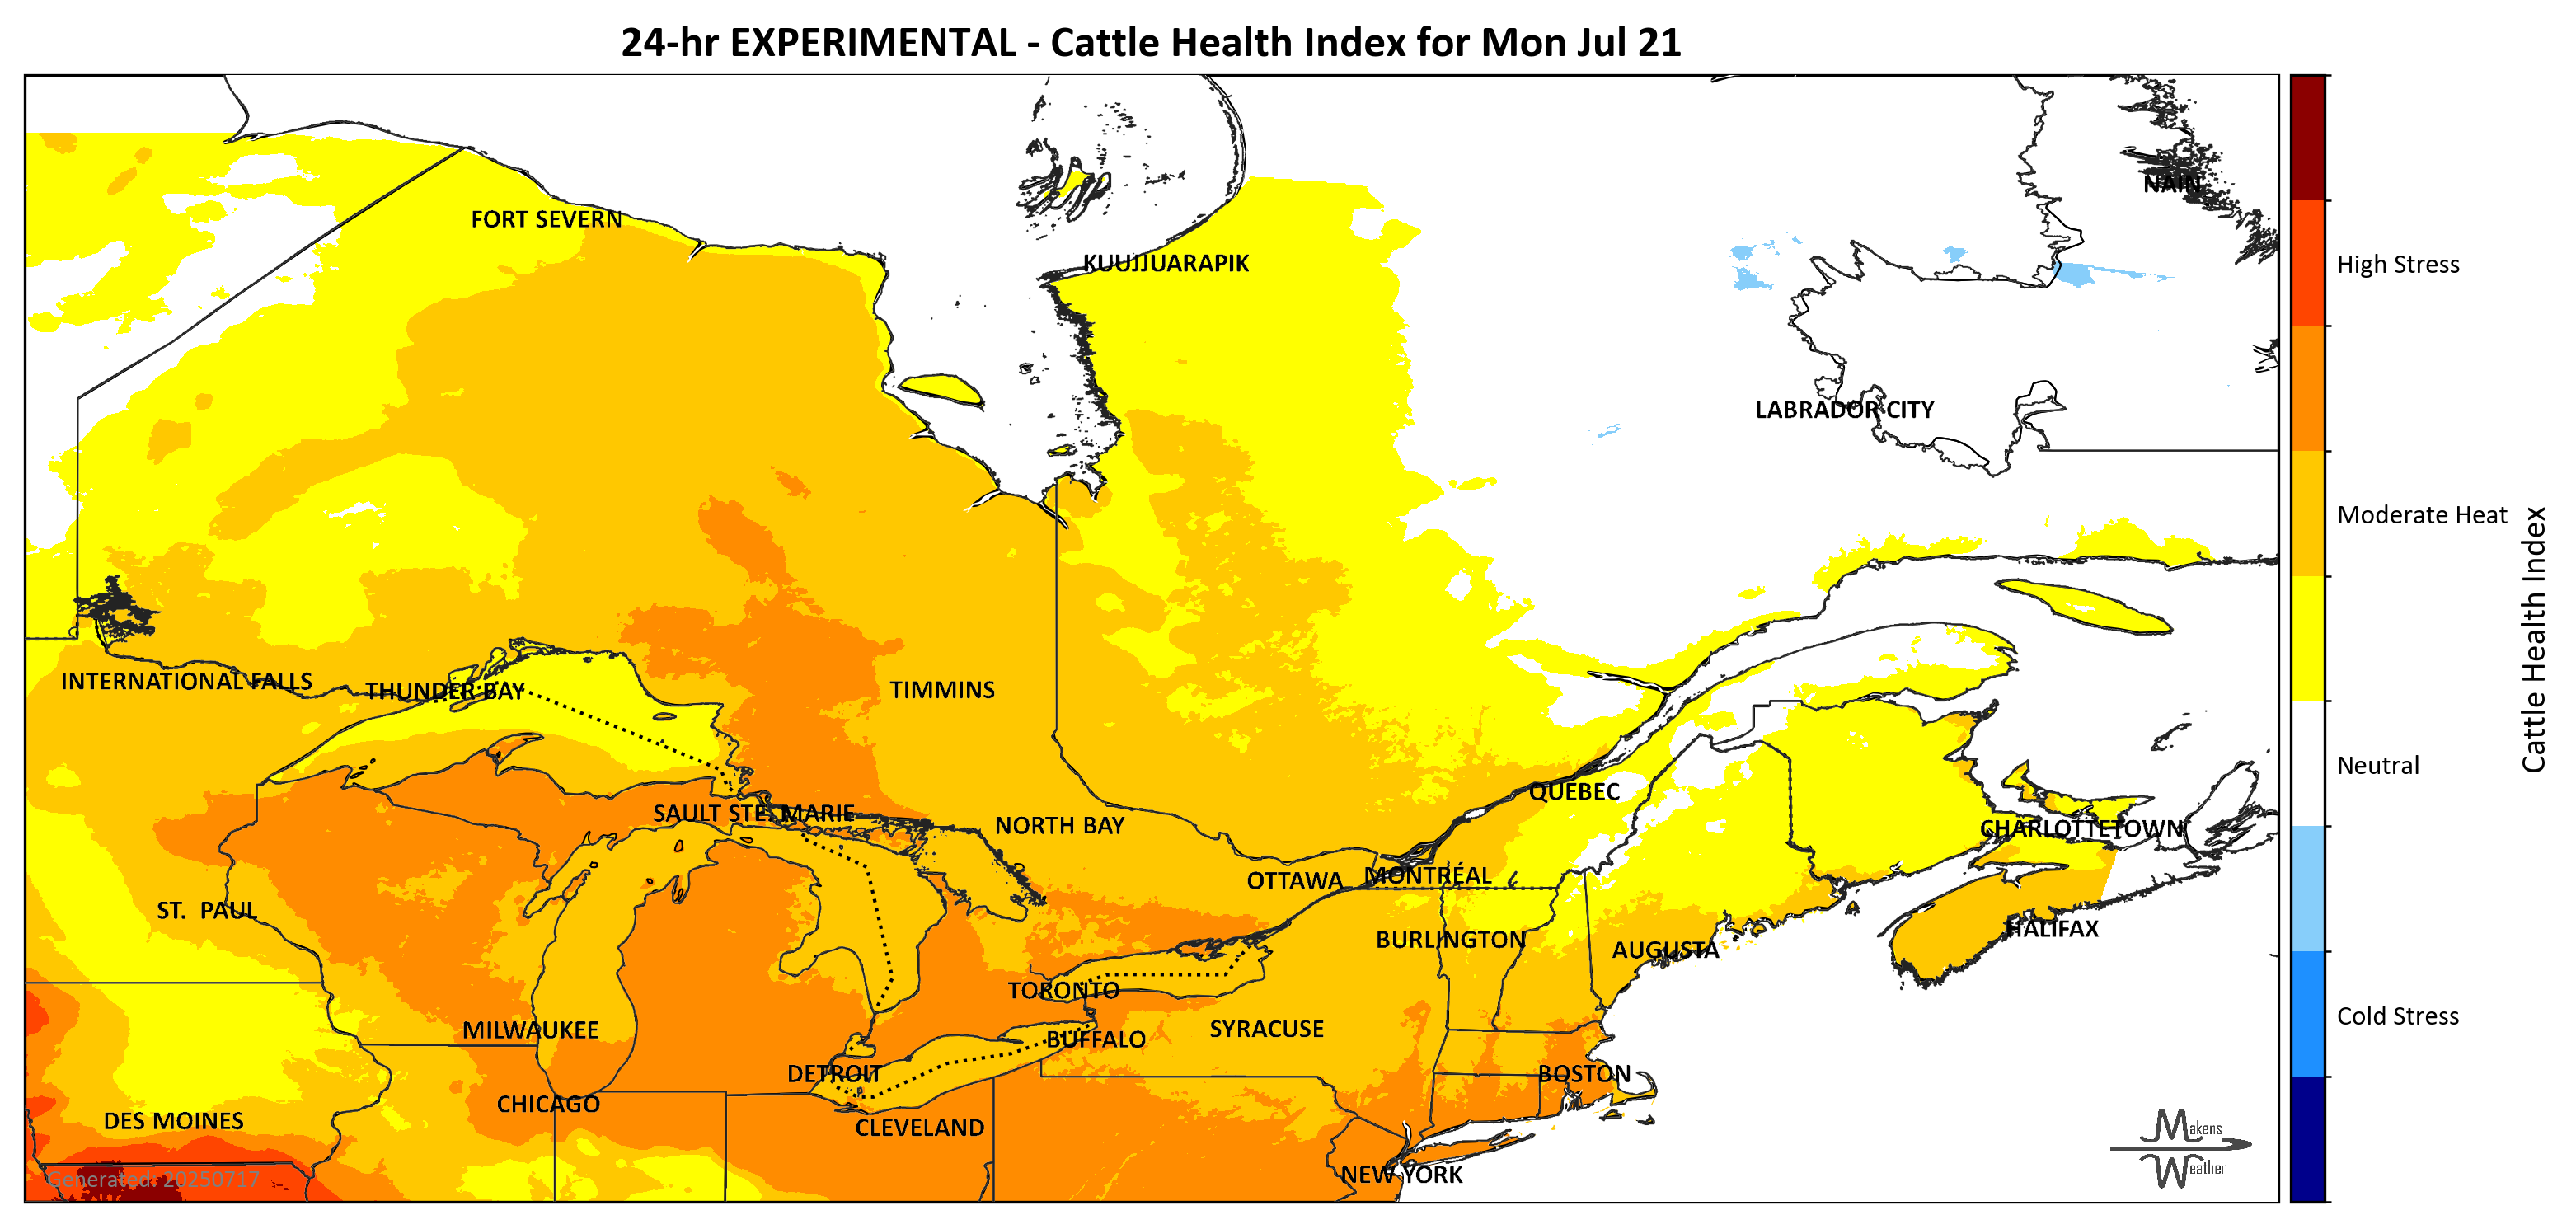 24-hr EXPERIMENTAL - Cattle Health Index for Mon Jul 21
NAIN
FORT SEVERN
High Stress
KUUJJUARAPIK
LABRADOR CITY
Moderate Heat
Cattle Health Index
INTERNATIONAL FALLS
THUNDER BAY
TIMMINS
Neutral
QUEBEC
SAULT STE. MARIE
NORTH BAY
CHARLOTTETOWN
OTTAWA
MONTRÉAL
ST. PAUL
HALIFAX
BURLINGTON
AUGUSTA
TORONTO
Cold Stress
MILWAUKEE
SYRACUSE
BUFFALO
DETROIT
BOSTON
CHICAGO
DES MOINES
CLEVELAND
Makens
Weather
NEW YORK
Generated: 20250717